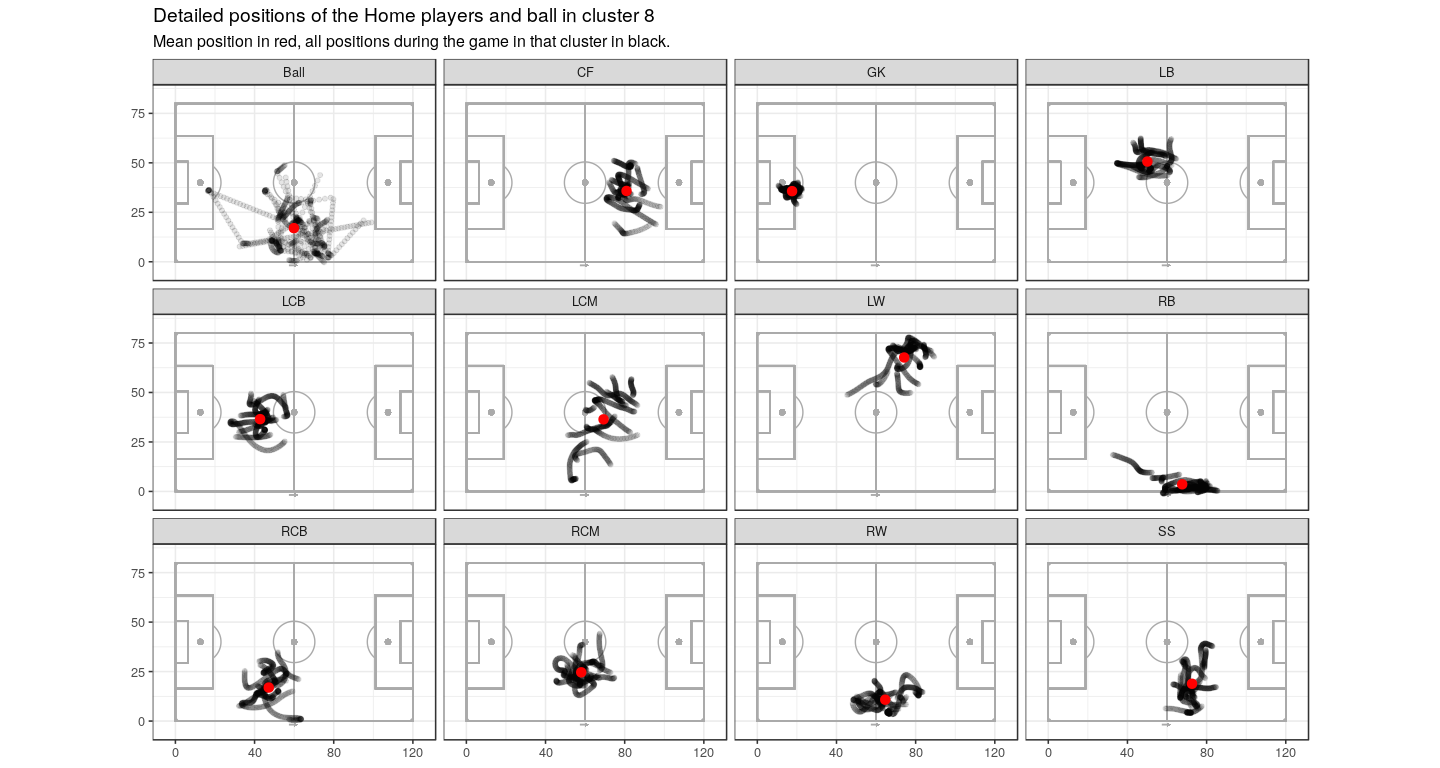 Detailed positions of the Home players and ball in cluster 8
Mean position in red, all positions during the game in that cluster in black.
Ball CF GK LB
75
50
25
0
LCB LCM LW RB
75
50
25
0
RCB RCM RW SS
75
50
25
0
0 40 80 120 0 40 80 120 0 40 80 120 0 40 80 120